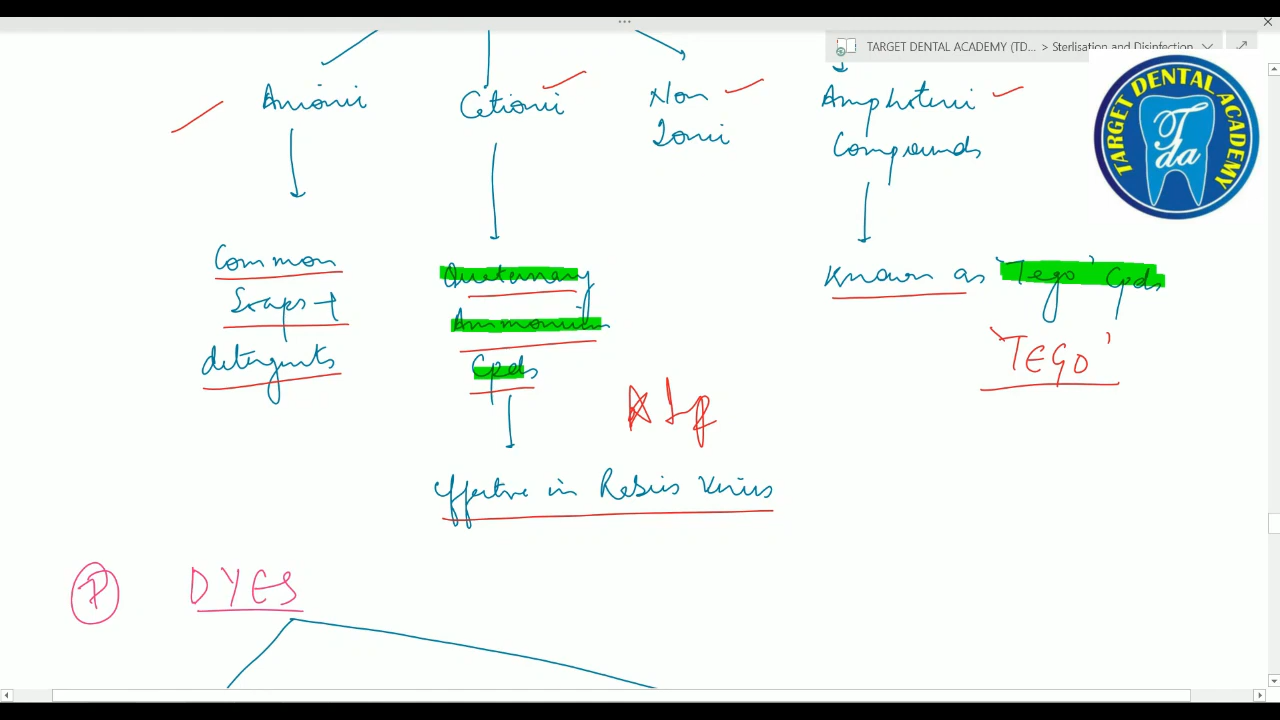 TARGET DENTAL ACADEMY (TD... > Sterlisation and Disinfection
Anionic
Cationic
Non
Ionic
Amphoteric
Compounds
TARGET DENTAL ACADEMY
Tda
Common
Soaps +
detergents
Quaternary
Ammonium
Cpds
Known as 'Tego' Cpds
'TEGO'
Imp
effective in Rabies Virus
P DYES